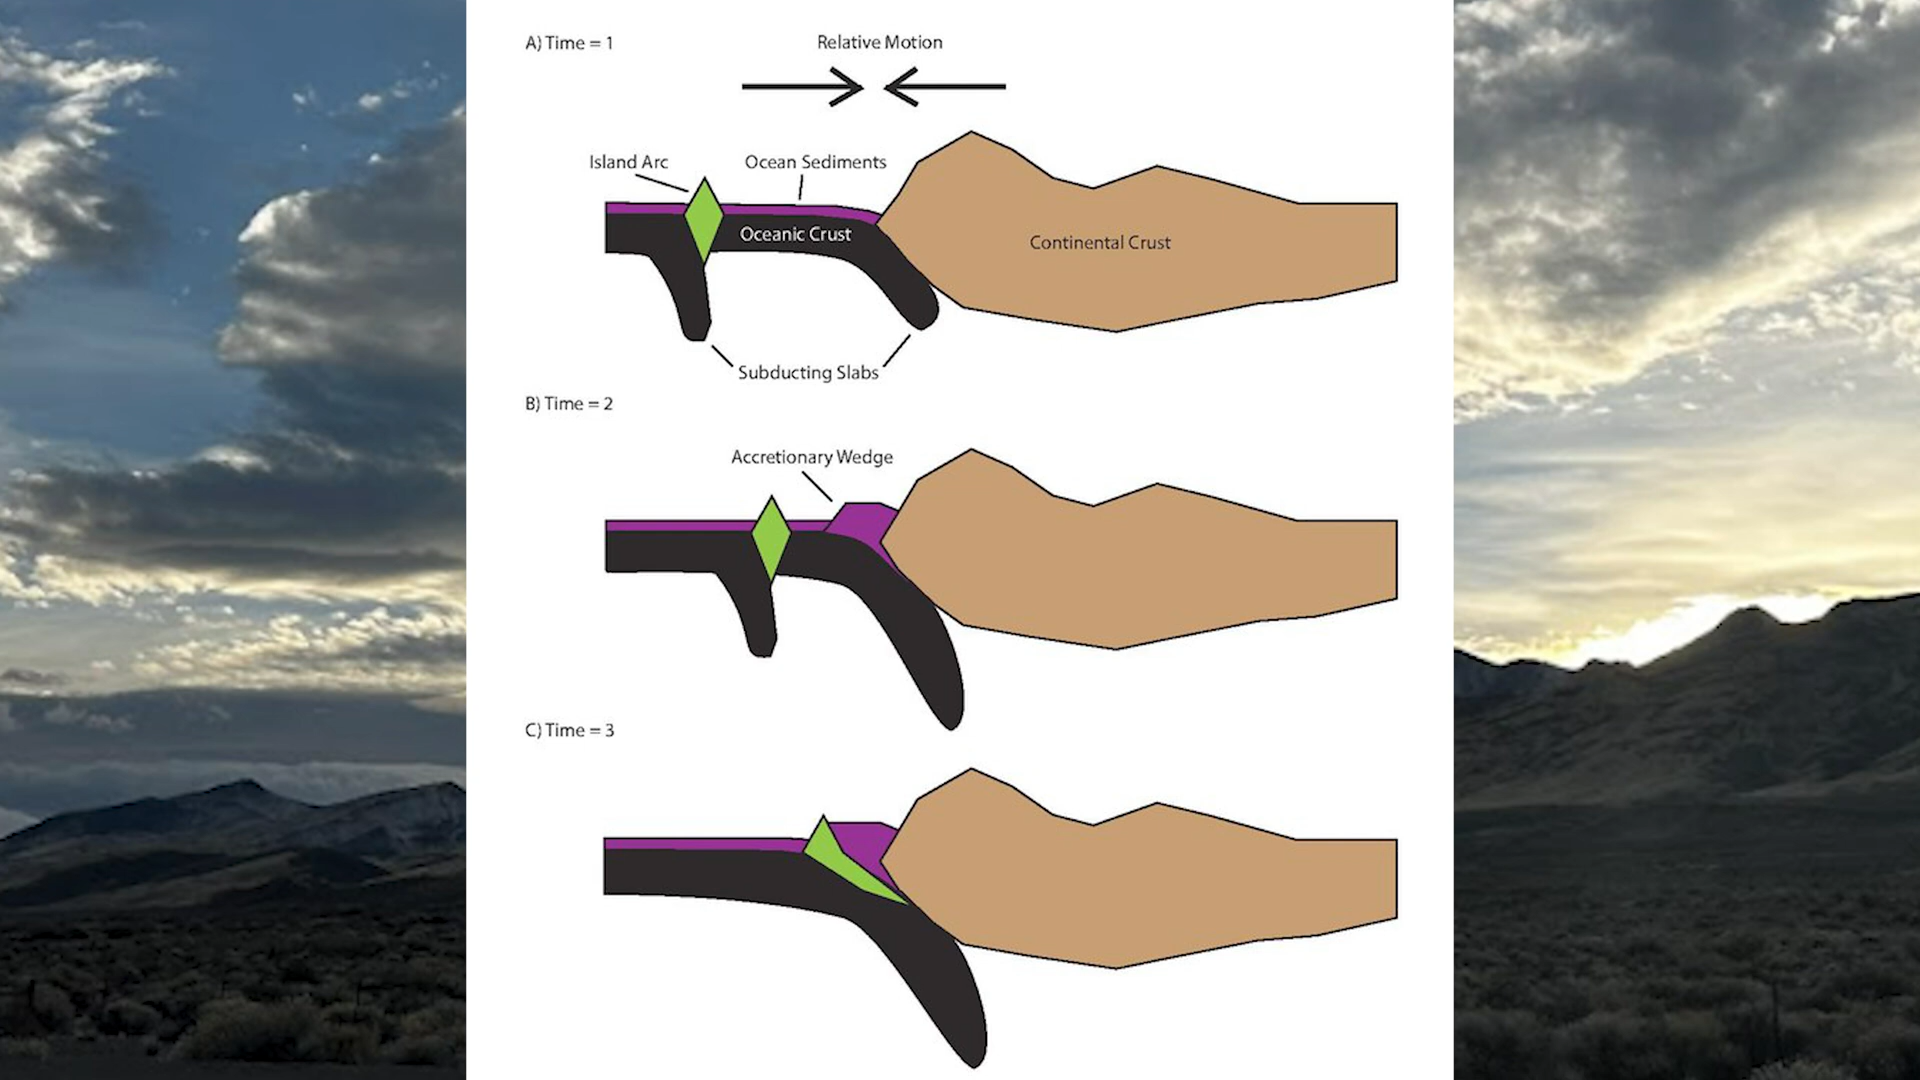 A) Time = 1
Relative Motion
Island Arc
Ocean Sediments
Oceanic Crust
Continental Crust
Subducting Slabs
B) Time = 2
Accretionary Wedge
C) Time = 3